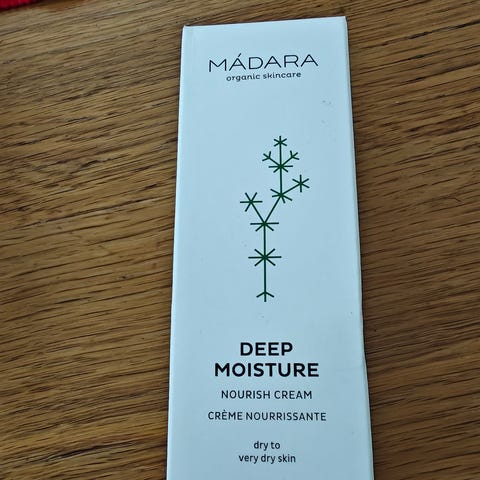 MÁDARA
organic skincare
DEEP
MOISTURE
NOURISH CREAM
CRÈME NOURRISSANTE
dry to
very dry skin